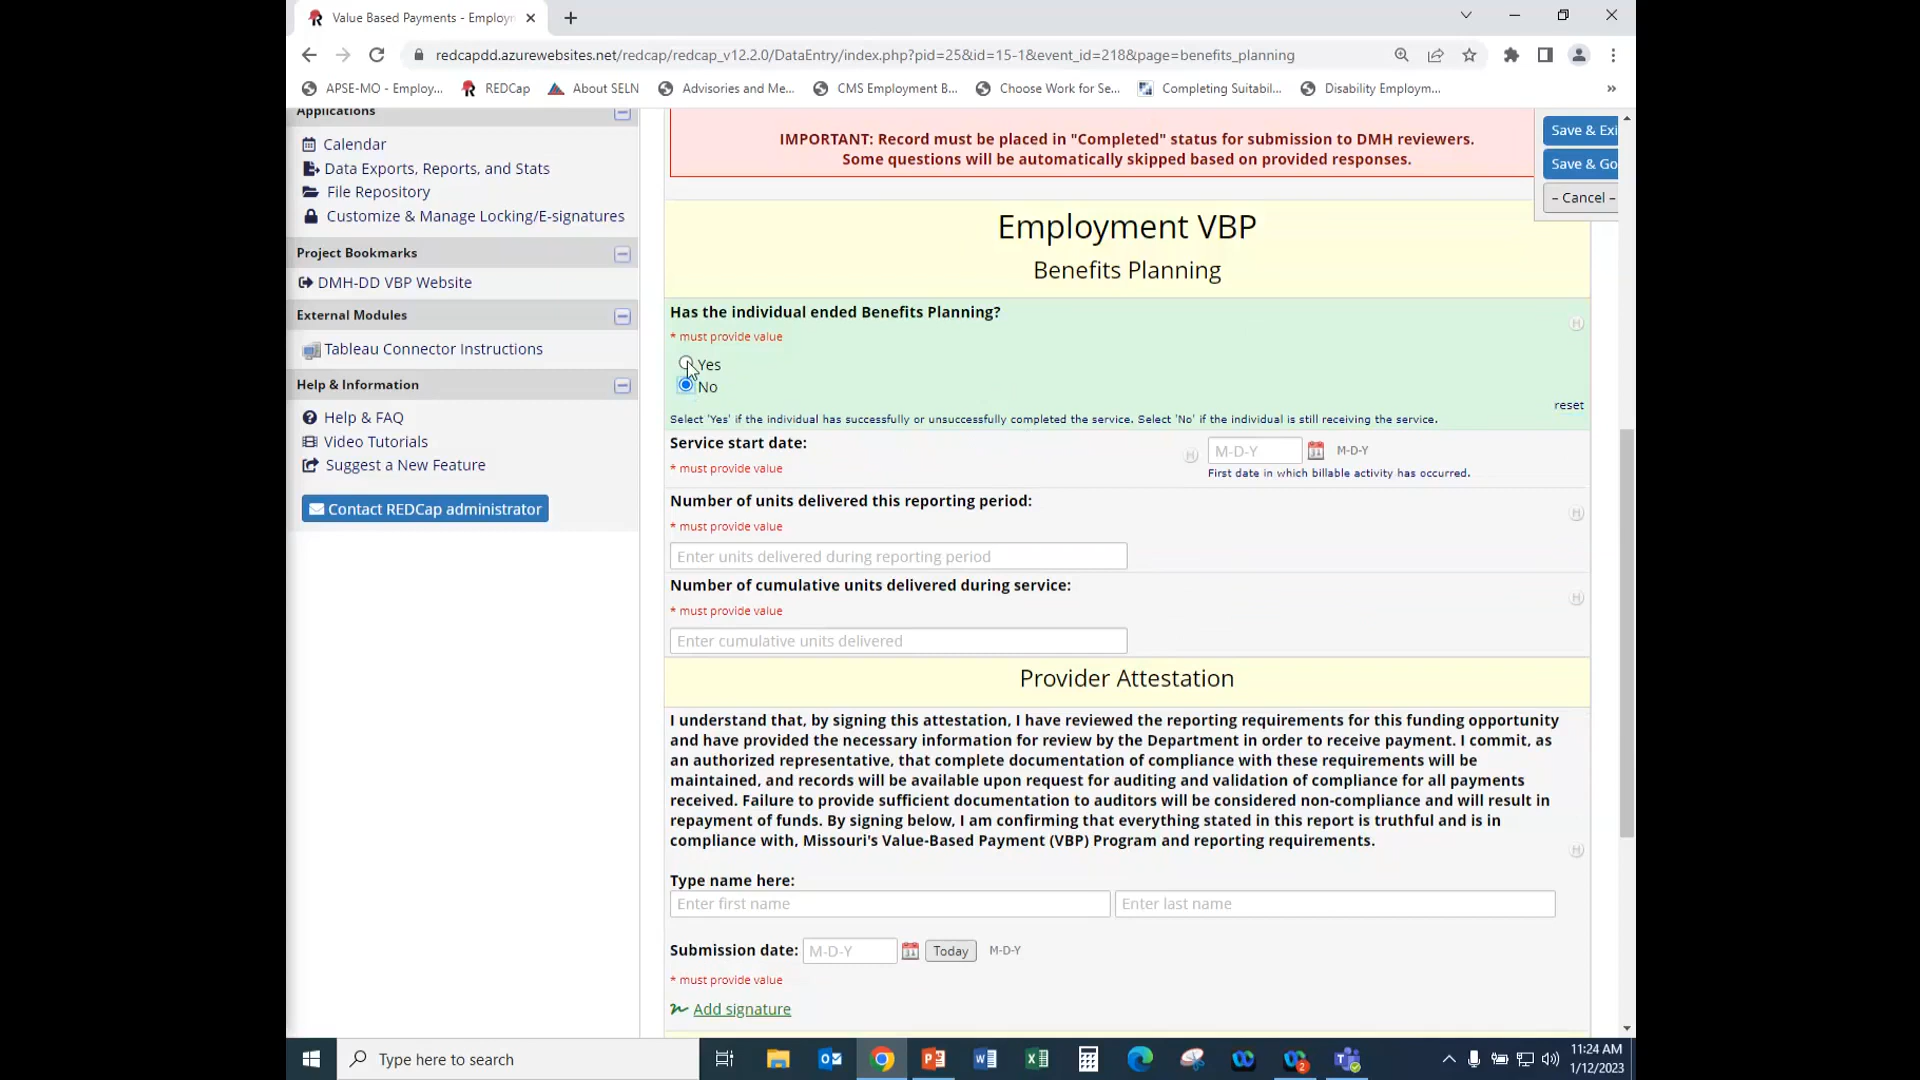 Value Based Payments - Employm
redcapdd.azurewebsites.net/redcap/redcap_v12.2.0/DataEntry/index.php?pid=25&id=15-1&event_id=218&page=benefits_planning
APSE-MO - Employ... REDCap About SELN Advisories and Me... CMS Employment B... Choose Work for Se... Completing Suitabil... Disability Employm... »
Applications
Calendar
Data Exports, Reports, and Stats
File Repository
Customize & Manage Locking/E-signatures
Project Bookmarks
DMH-DD VBP Website
External Modules
Tableau Connector Instructions
Help & Information
Help & FAQ
Video Tutorials
Suggest a New Feature
Contact REDCap administrator
IMPORTANT: Record must be placed in "Completed" status for submission to DMH reviewers.
Some questions will be automatically skipped based on provided responses.
Save & Exi
Save & Go
– Cancel –
Employment VBP
Benefits Planning
Has the individual ended Benefits Planning?
* must provide value
H
Yes
No
reset
Select 'Yes' if the individual has successfully or unsuccessfully completed the service. Select 'No' if the individual is still receiving the service.
Service start date:
* must provide value
H
M-D-Y 31 M-D-Y
First date in which billable activity has occurred.
Number of units delivered this reporting period:
* must provide value
H
Enter units delivered during reporting period
Number of cumulative units delivered during service:
* must provide value
H
Enter cumulative units delivered
Provider Attestation
I understand that, by signing this attestation, I have reviewed the reporting requirements for this funding opportunity
and have provided the necessary information for review by the Department in order to receive payment. I commit, as
an authorized representative, that complete documentation of compliance with these requirements will be
maintained, and records will be available upon request for auditing and validation of compliance for all payments
received. Failure to provide sufficient documentation to auditors will be considered non-compliance and will result in
repayment of funds. By signing below, I am confirming that everything stated in this report is truthful and is in
compliance with, Missouri's Value-Based Payment (VBP) Program and reporting requirements.
H
Type name here:
Enter first name Enter last name
Submission date: M-D-Y 31 Today M-D-Y
* must provide value
Add signature
Type here to search
11:24 AM
1/12/2023